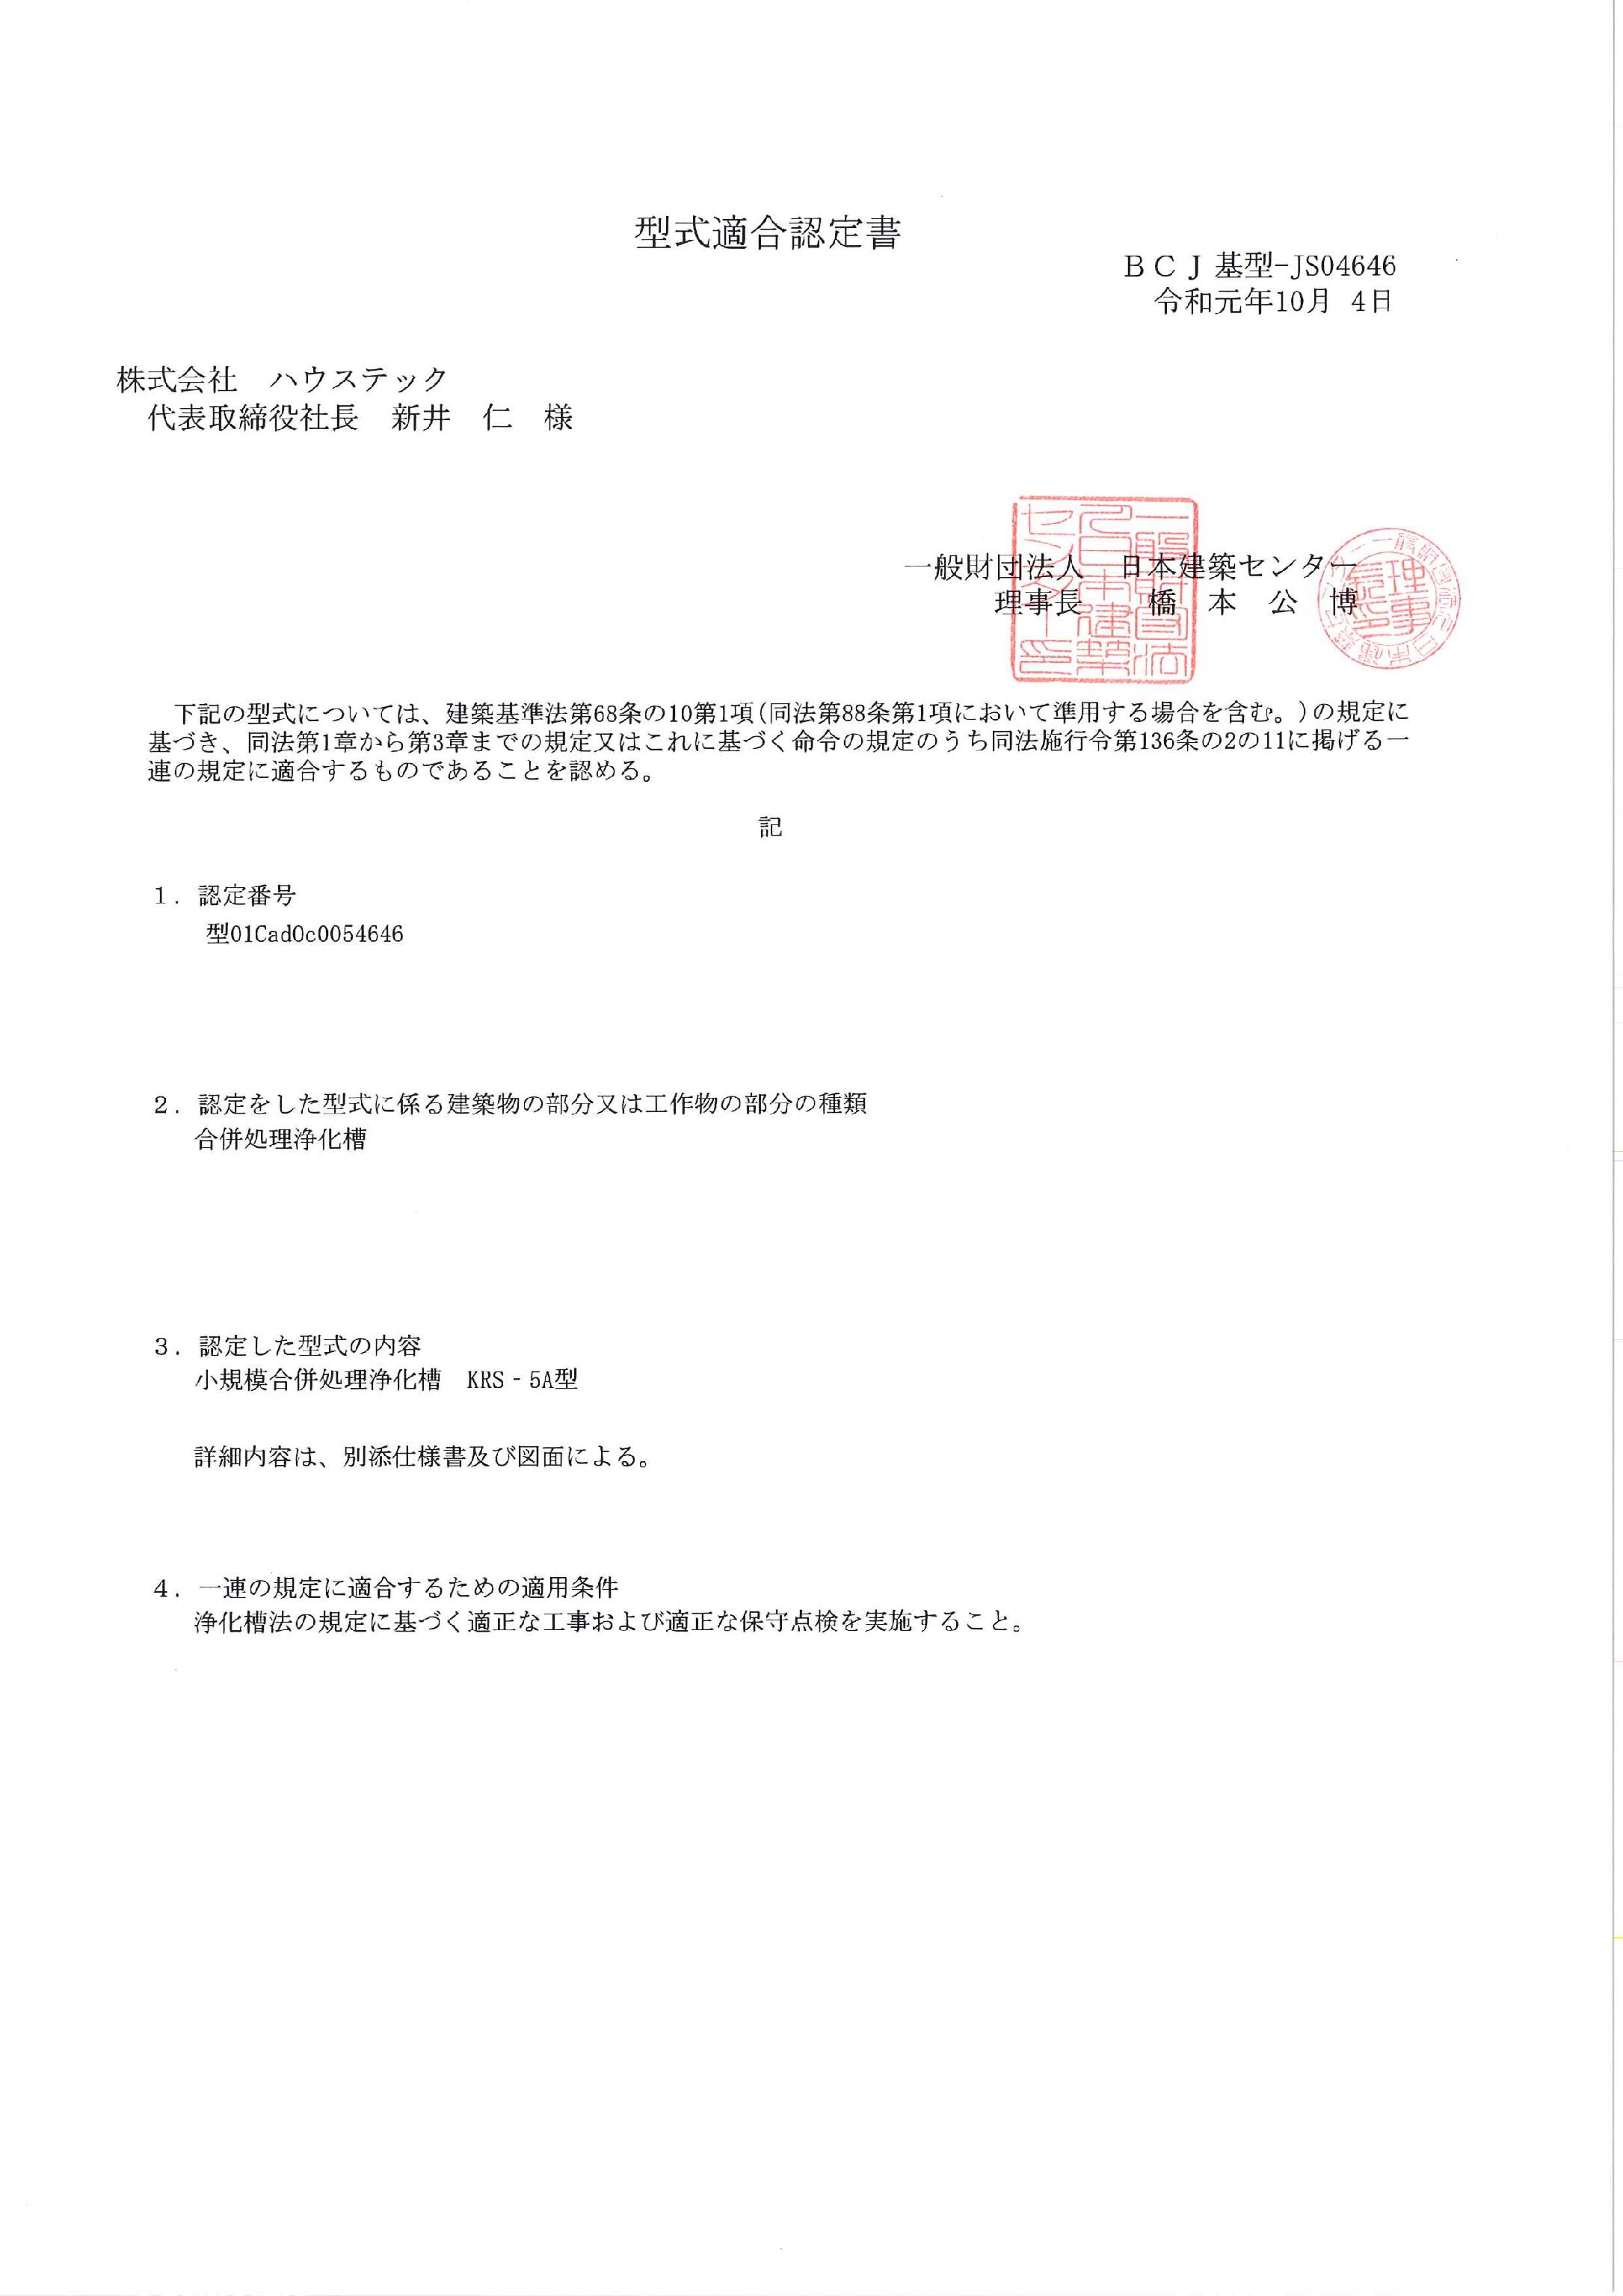 型式適合認定書
ＢＣＪ基型-JS04646
令和元年10月 4日
株式会社　ハウステック
代表取締役社長　新井　仁　様
一般財団法人　日本建築センター
理事長　橋　本　公　博
下記の型式については、建築基準法第68条の10第1項(同法第88条第1項において準用する場合を含む。)の規定に
基づき、同法第1章から第3章までの規定又はこれに基づく命令の規定のうち同法施行令第136条の2の11に掲げる一
連の規定に適合するものであることを認める。
記
１．認定番号
型01Cad0c0054646
２．認定をした型式に係る建築物の部分又は工作物の部分の種類
合併処理浄化槽
３．認定した型式の内容
小規模合併処理浄化槽　KRS‐5A型
詳細内容は、別添仕様書及び図面による。
４．一連の規定に適合するための適用条件
浄化槽法の規定に基づく適正な工事および適正な保守点検を実施すること。